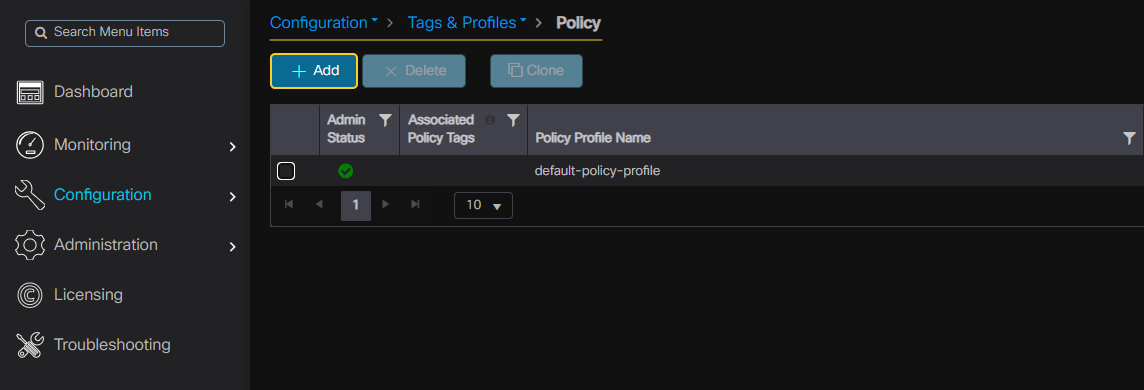 Search Menu Items
Dashboard
Monitoring
Configuration
Administration
Licensing
Troubleshooting
Configuration > Tags & Profiles > Policy
+ Add × Delete Clone
Admin Status
Associated Policy Tags
Policy Profile Name
default-policy-profile
1 10